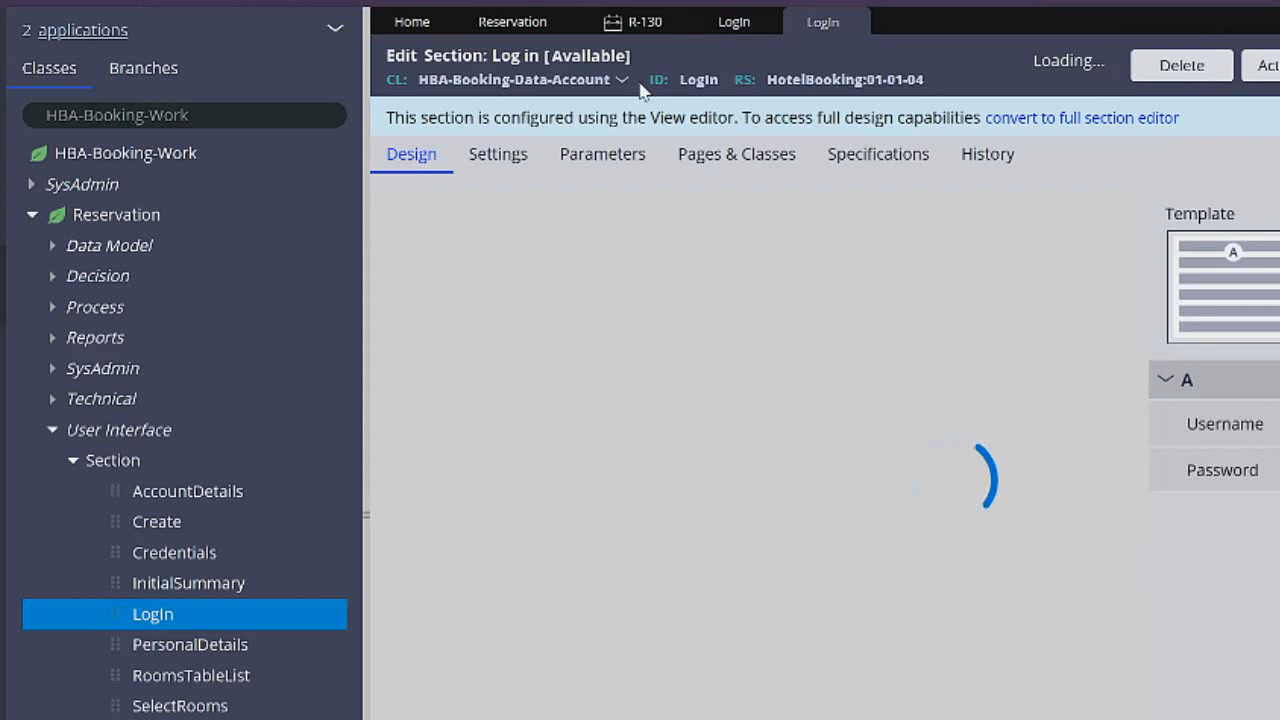 2 applications
Classes Branches
HBA-Booking-Work
HBA-Booking-Work
SysAdmin
Reservation
Data Model
Decision
Process
Reports
SysAdmin
Technical
User Interface
Section
AccountDetails
Create
Credentials
InitialSummary
LogIn
PersonalDetails
RoomsTableList
SelectRooms
Home Reservation R-130 LogIn LogIn
Edit Section: Log in [Available]
CL: HBA-Booking-Data-Account ID: LogIn RS: HotelBooking:01-01-04
Loading... Delete Act
This section is configured using the View editor. To access full design capabilities convert to full section editor
Design Settings Parameters Pages & Classes Specifications History
Template
A
A
Username
Password